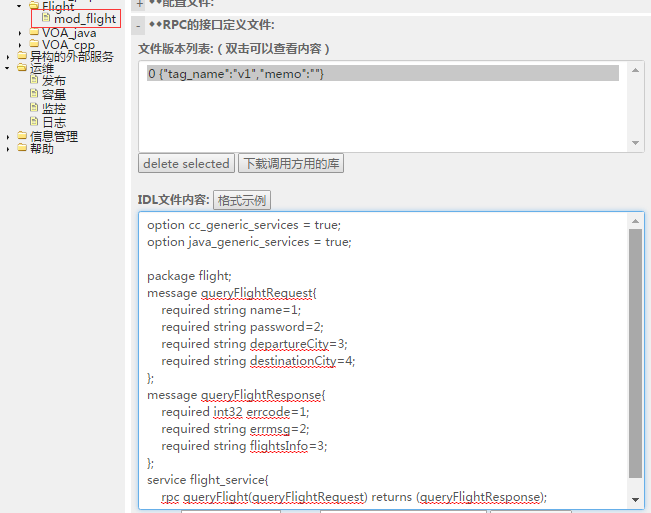 Flight
mod_flight
VOA_java
VOA_cpp
异构的外部服务
运维
发布
容量
监控
日志
信息管理
帮助
+ **配置文件:
- **RPC的接口定义文件:
文件版本列表:( 双击可以查看内容 )
0 {"tag_name":"v1","memo":""}
delete selected 下载调用方用的库
IDL文件内容: 格式示例
option cc_generic_services = true;
option java_generic_services = true;
package flight;
message queryFlightRequest{
required string name=1;
required string password=2;
required string departureCity=3;
required string destinationCity=4;
};
message queryFlightResponse{
required int32 errcode=1;
required string errmsg=2;
required string flightsInfo=3;
};
service flight_service{
rpc queryFlight(queryFlightRequest) returns (queryFlightResponse);